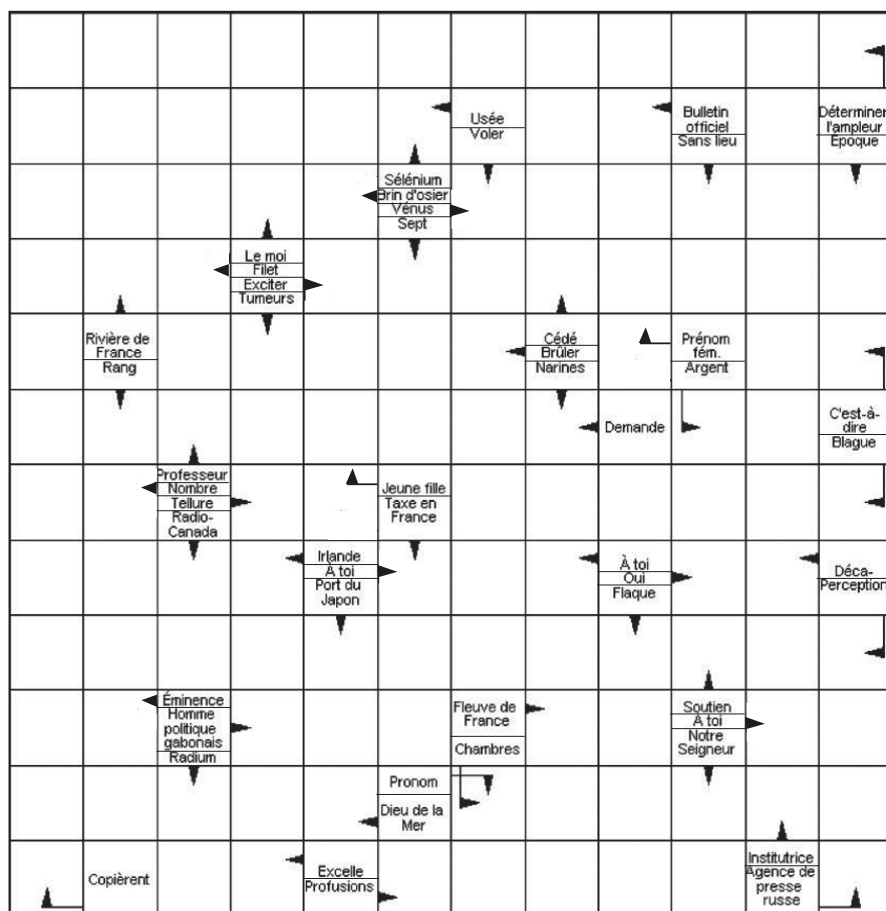 Usée
Voler
Bulletin
officiel
Sans lieu
Déterminer
l'ampleur
Époque
Sélénium
Brin d'osier
Vénus
Sept
Le moi
Filet
Exciter
Tumeurs
Rivière de
France
Rang
Cédé
Brûler
Narines
Prénom
fém.
Argent
Demande
C'est-à-
dire
Blague
Professeur
Nombre
Tellure
Radio-
Canada
Jeune fille
Taxe en
France
Irlande
À toi
Port du
Japon
À toi
Oui
Flaque
Déca-
Perception
Éminence
Homme
politique
gabonais
Radium
Fleuve de
France
Chambres
Soutien
À toi
Notre
Seigneur
Pronom
Dieu de la
Mer
Copièrent
Excelle
Profusions
Institutrice
Agence de
presse
russe